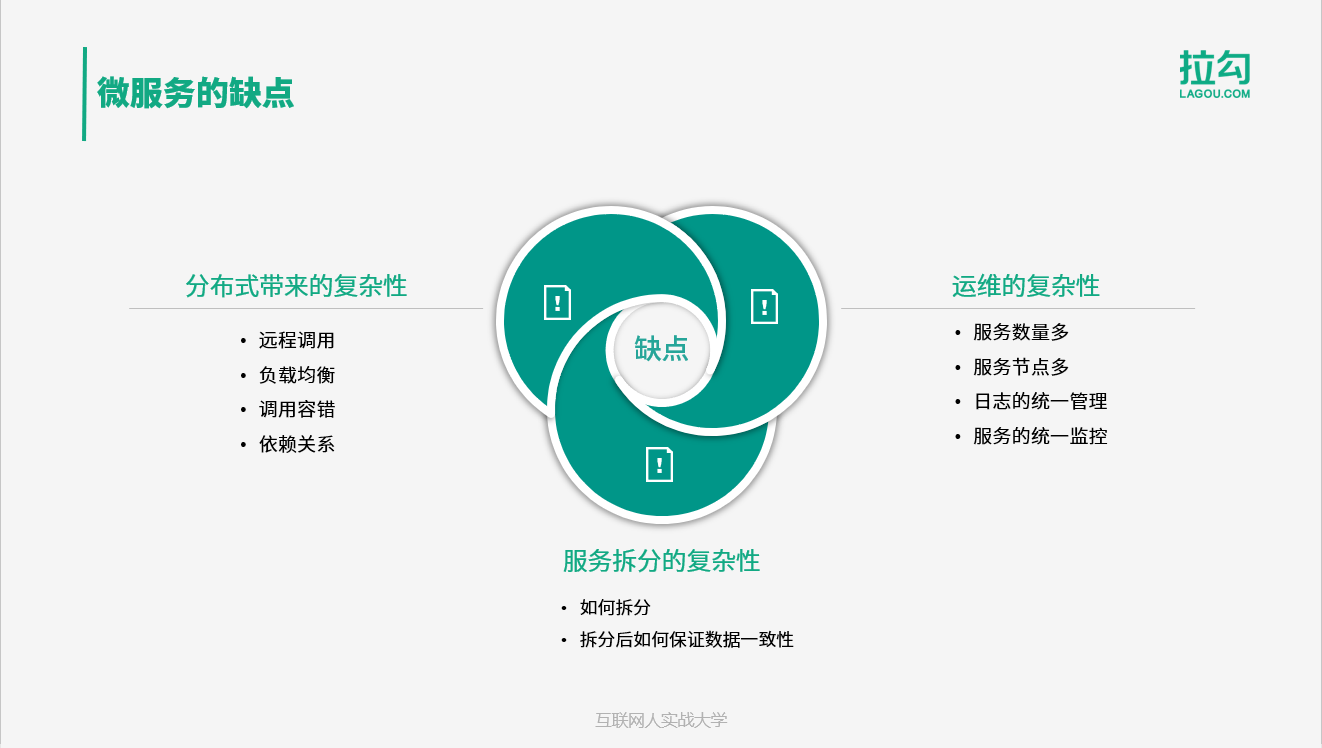 微服务的缺点
拉勾
LAGOU.COM
分布式带来的复杂性
• 远程调用
• 负载均衡
• 调用容错
• 依赖关系
缺点
运维的复杂性
• 服务数量多
• 服务节点多
• 日志的统一管理
• 服务的统一监控
服务拆分的复杂性
• 如何拆分
• 拆分后如何保证数据一致性
互联网人实战大学